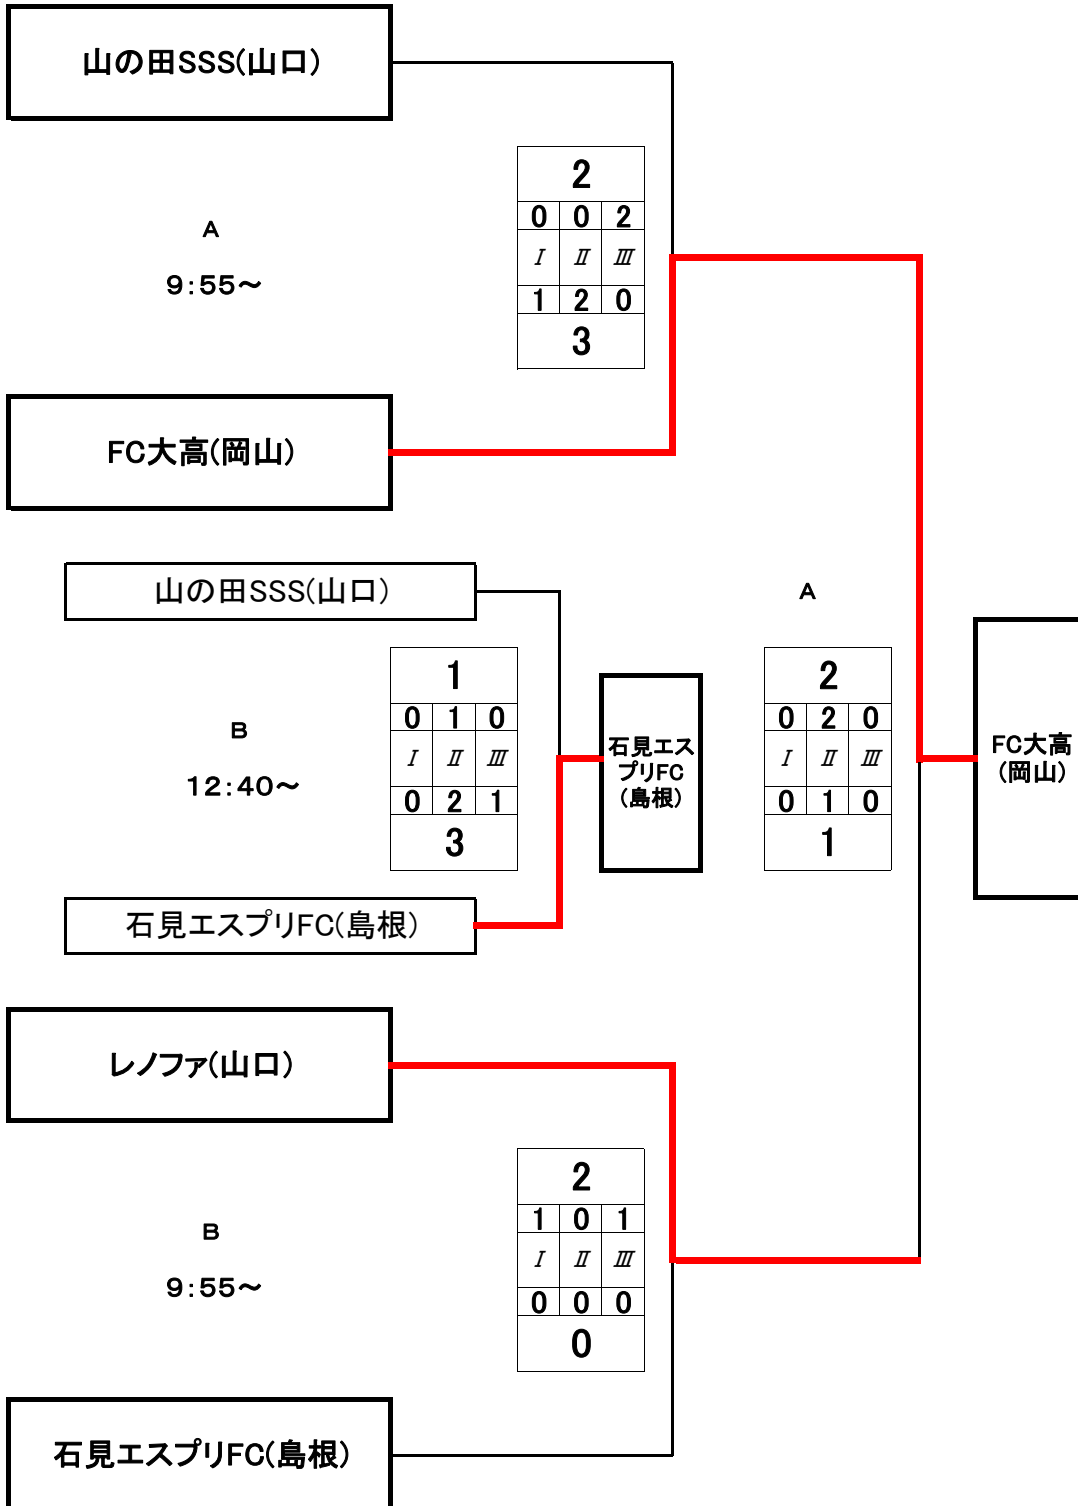 山の田SSS(山口)
2
0 0 2
A
Ⅰ Ⅱ Ⅲ
9:55～
1 2 0
3
FC大高(岡山)
山の田SSS(山口)
A
1
2
0 1 0
0 2 0
B
Ⅰ Ⅱ Ⅲ
石見エス
プリFC
(島根)
Ⅰ Ⅱ Ⅲ
FC大高
(岡山)
12:40～
0 2 1
0 1 0
3
1
石見エスプリFC(島根)
レノファ(山口)
2
1 0 1
B
Ⅰ Ⅱ Ⅲ
9:55～
0 0 0
0
石見エスプリFC(島根)